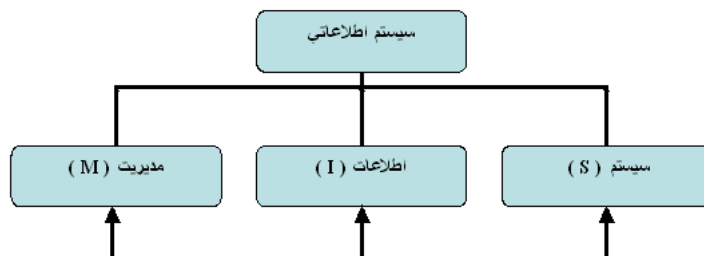 سيستم اطلاعاتي
سيستم ( S )
اطلاعات ( I )
مديريت ( M )